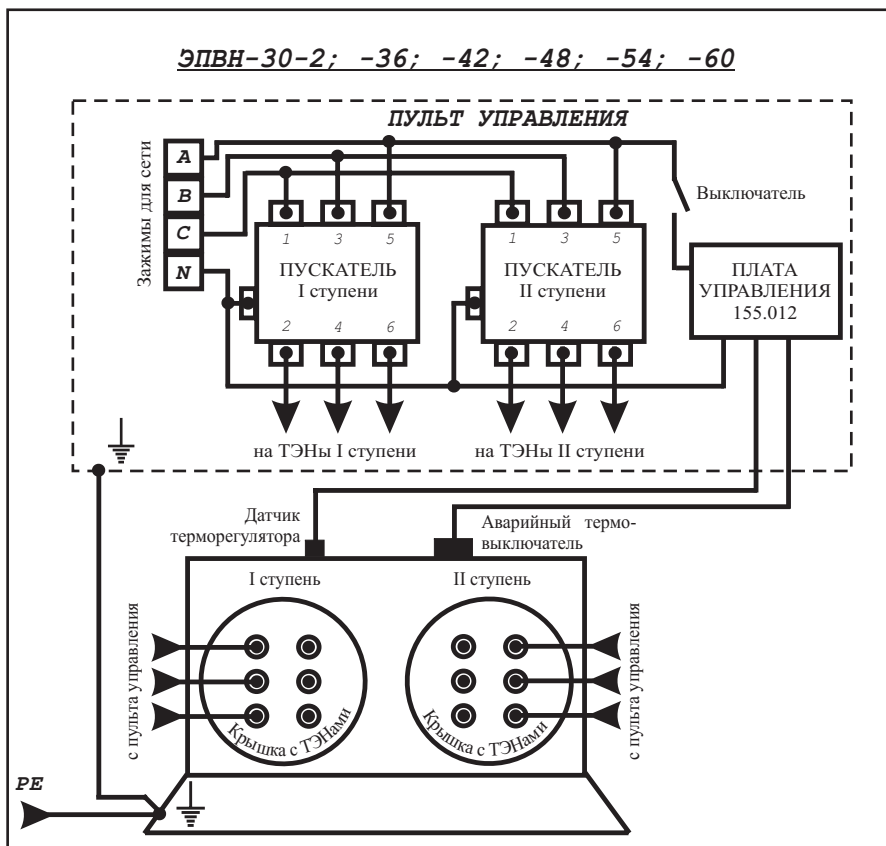 ЭПВН-30-2; -36; -42; -48; -54; -60
ПУЛЬТ УПРАВЛЕНИЯ
Зажимы для сети
A
B
C
N
1 3 5
ПУСКАТЕЛЬ
I ступени
2 4 6
1 3 5
ПУСКАТЕЛЬ
II ступени
2 4 6
Выключатель
ПЛАТА
УПРАВЛЕНИЯ
155.012
на ТЭНы I ступени
на ТЭНы II ступени
Датчик
терморегулятора
Аварийный термо-
выключатель
I ступень
II ступень
с пульта управления
Крышка с ТЭНами
Крышка с ТЭНами
с пульта управления
PE